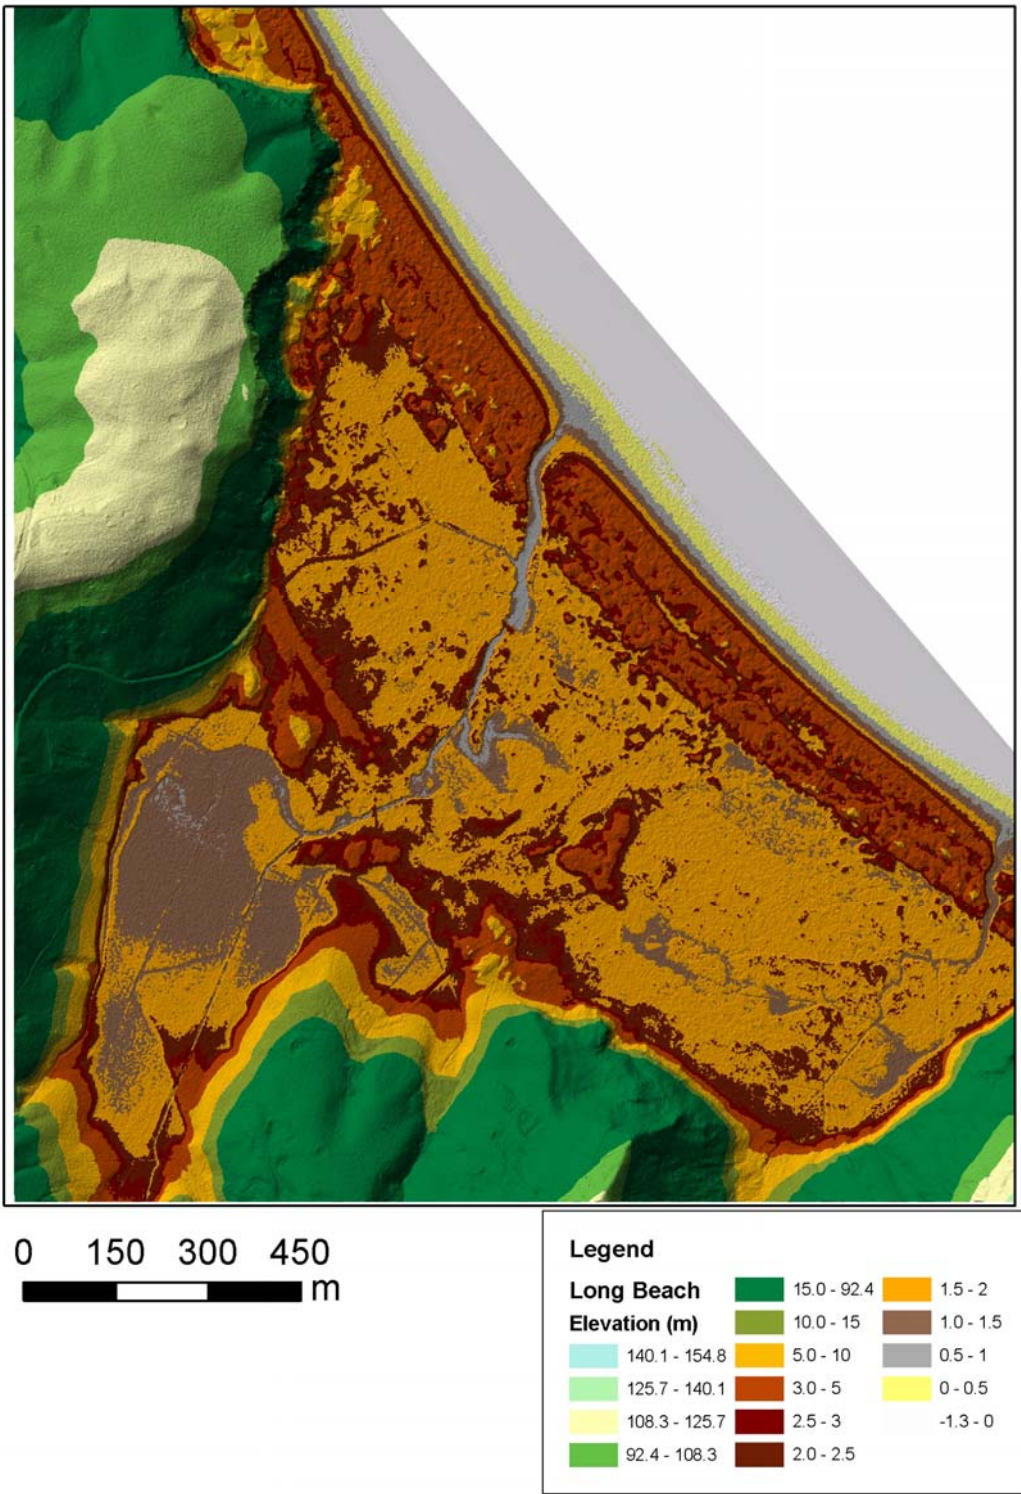 0 150 300 450
m
Legend
Long Beach
Elevation (m)
140.1 - 154.8
125.7 - 140.1
108.3 - 125.7
92.4 - 108.3
15.0 - 92.4
10.0 - 15
5.0 - 10
3.0 - 5
2.5 - 3
2.0 - 2.5
1.5 - 2
1.0 - 1.5
0.5 - 1
0 - 0.5
-1.3 - 0